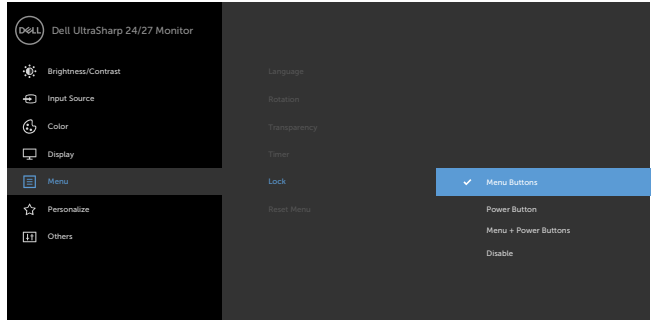 DELL Dell UltraSharp 24/27 Monitor
Brightness/Contrast
Input Source
Color
Display
Menu
Personalize
Others
Language
Rotation
Transparency
Timer
Lock
Reset Menu
Menu Buttons
Power Button
Menu + Power Buttons
Disable